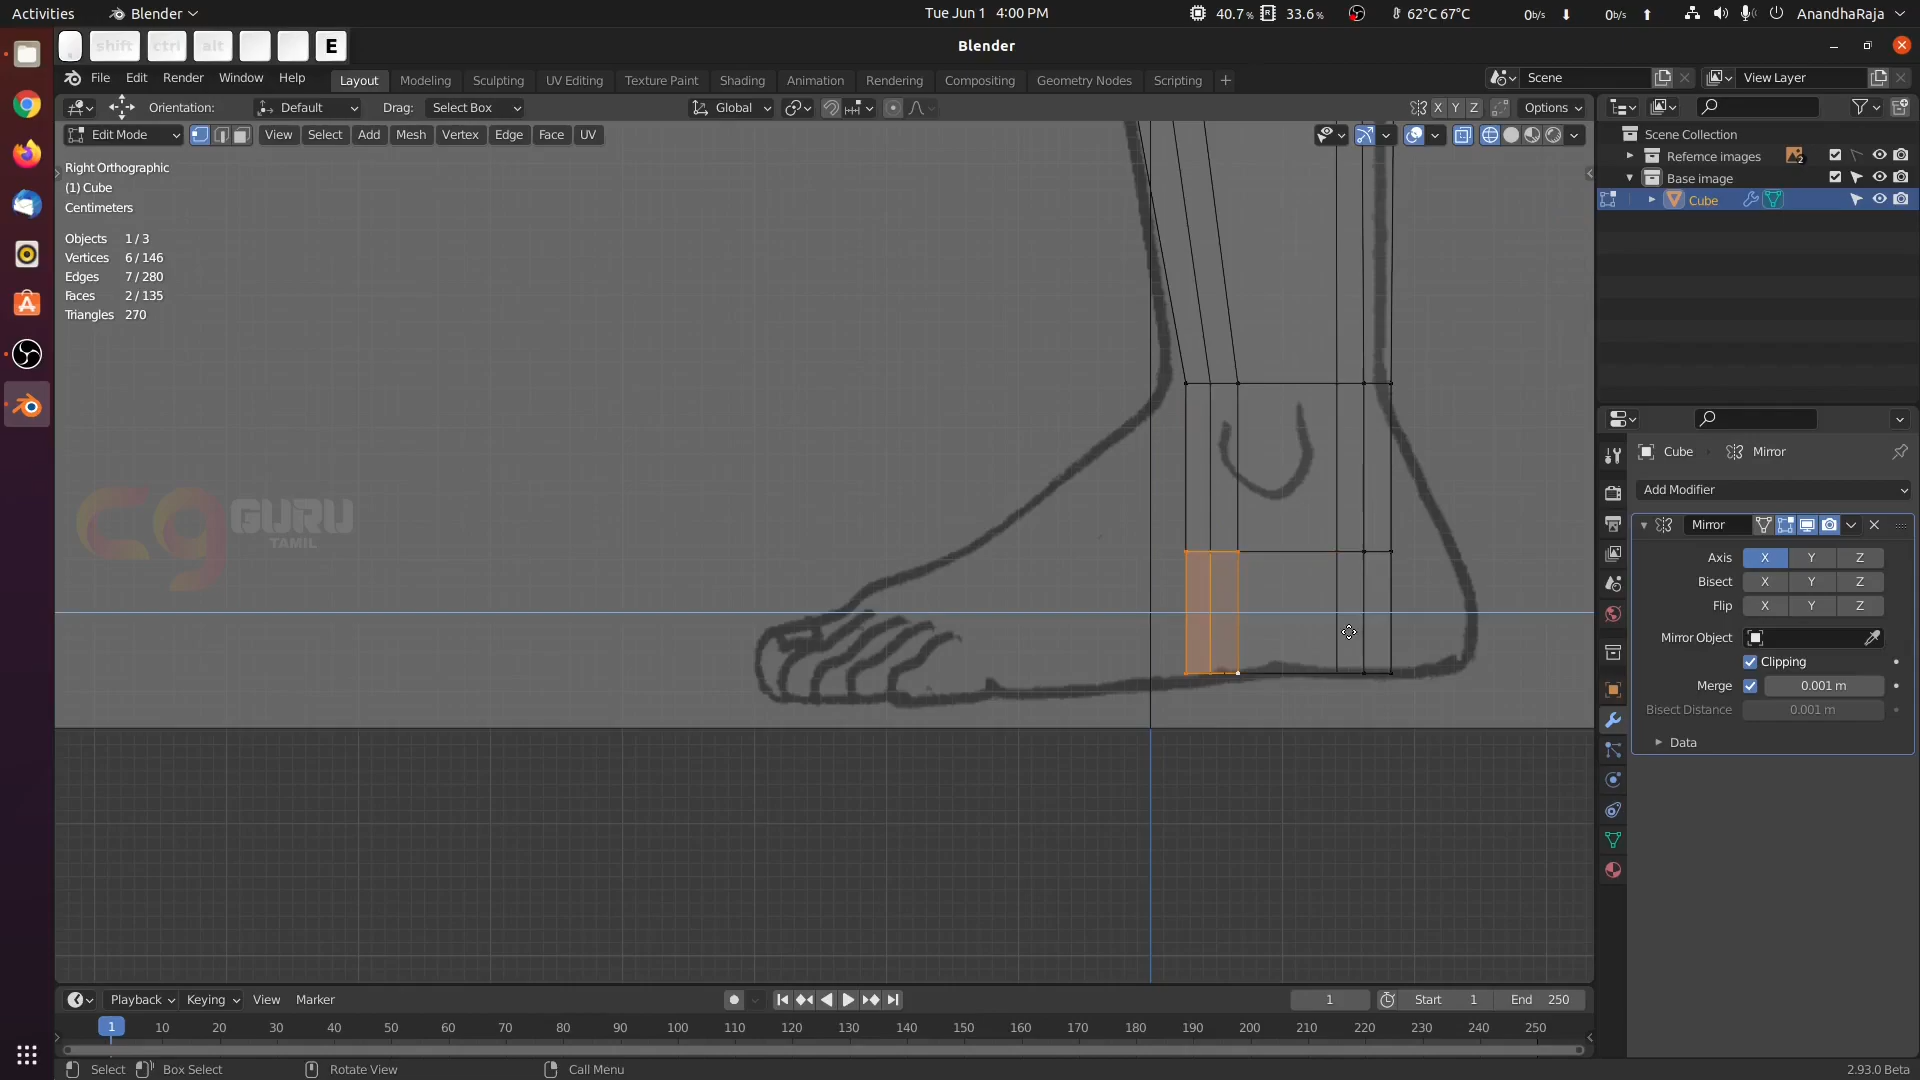 Activities
Blender
Tue Jun 1 4:00 PM
40.7%
33.6%
62°C 67°C
0b/s
0b/s
AnandhaRaja
shift
ctrl
alt
E
Blender
File Edit Render Window Help
Layout Modeling Sculpting UV Editing Texture Paint Shading Animation Rendering Compositing Geometry Nodes Scripting +
Scene
View Layer
Orientation: Default Drag: Select Box
Global
X Y Z Options
Edit Mode
View Select Add Mesh Vertex Edge Face UV
Right Orthographic
(1) Cube
Centimeters
Objects 1 / 3
Vertices 6 / 146
Edges 7 / 280
Faces 2 / 135
Triangles 270
Scene Collection
Refernce images 2
Base image
Cube
Cube Mirror
Add Modifier
Mirror
Axis X Y Z
Bisect X Y Z
Flip X Y Z
Mirror Object
Clipping
Merge 0.001 m
Bisect Distance 0.001 m
Data
cg
GURU
TAMIL
Playback Keying View Marker
1
Start 1
End 250
1 10 20 30 40 50 60 70 80 90 100 110 120 130 140 150 160 170 180 190 200 210 220 230 240 250
Select
Box Select
Rotate View
Call Menu
2.93.0 Beta